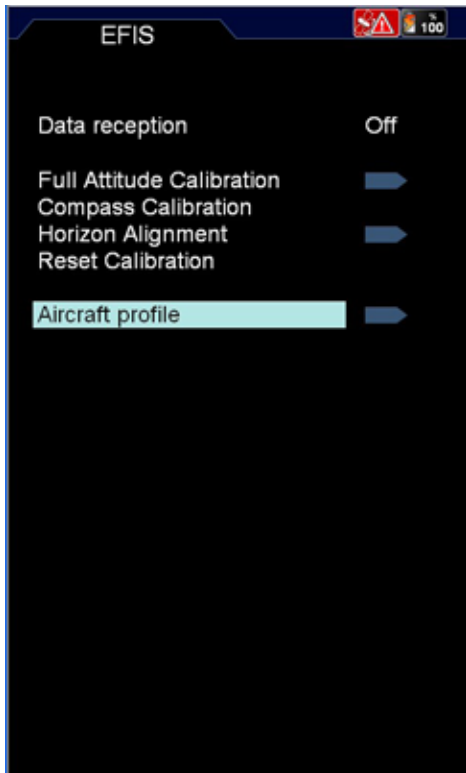 EFIS
%
100
Data reception Off
Full Attitude Calibration
Compass Calibration
Horizon Alignment
Reset Calibration
Aircraft profile